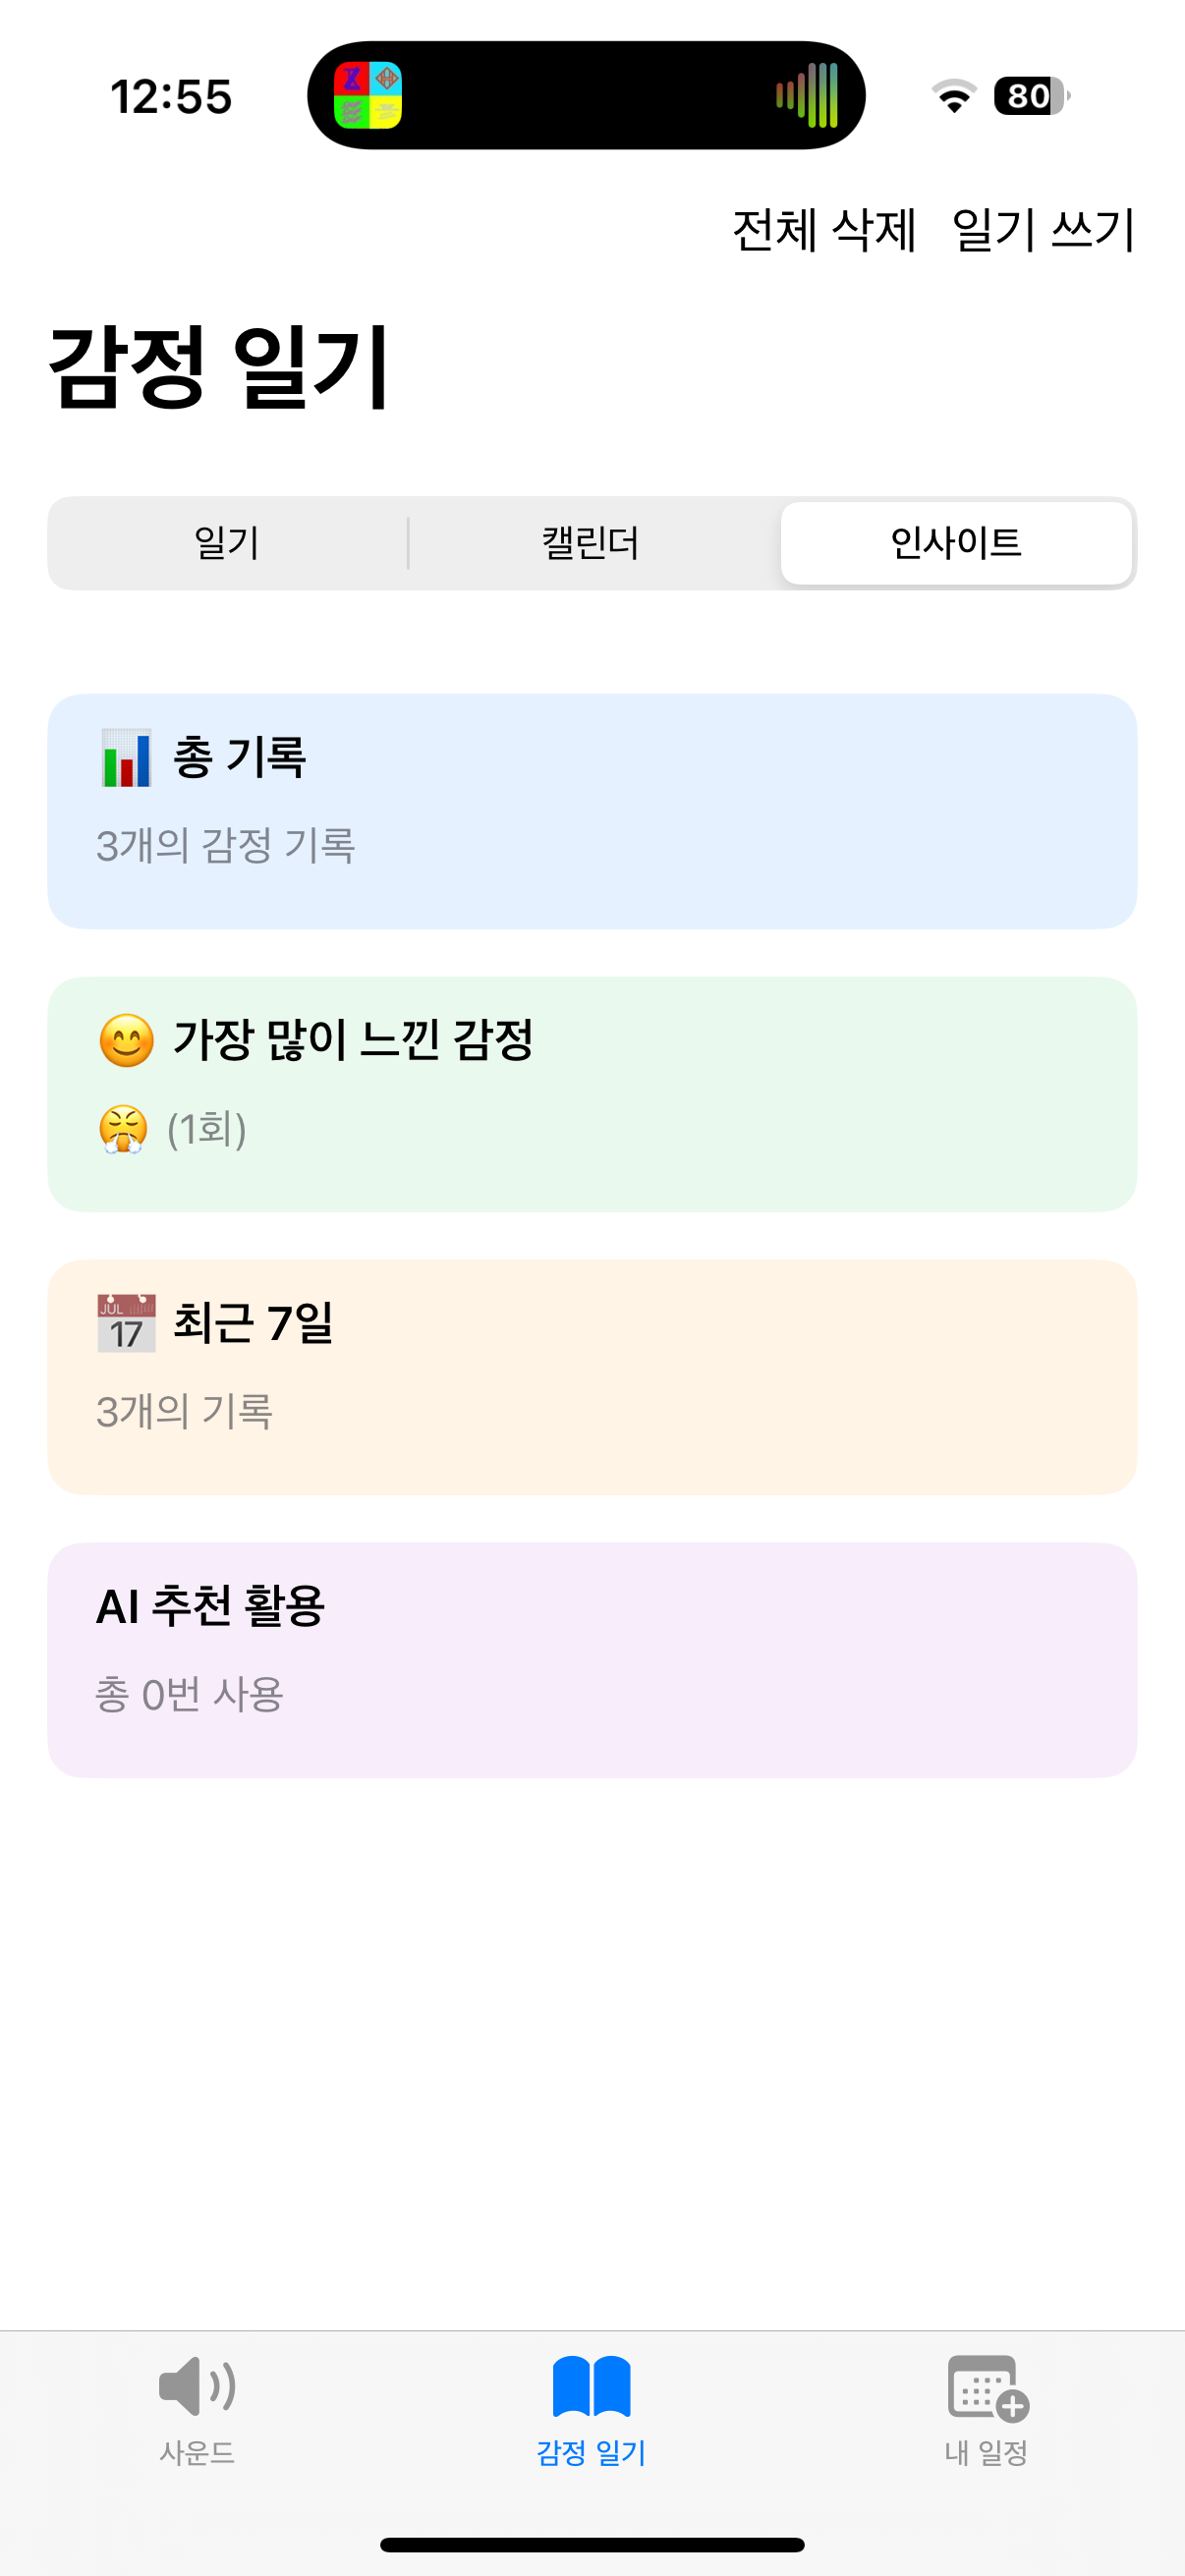 12:55
80
전체 삭제 일기 쓰기
감정 일기
일기 캘린더 인사이트
📊 총 기록
3개의 감정 기록
😊 가장 많이 느낀 감정
😤 (1회)
📅 최근 7일
3개의 기록
AI 추천 활용
총 0번 사용
사운드 감정 일기 내 일정